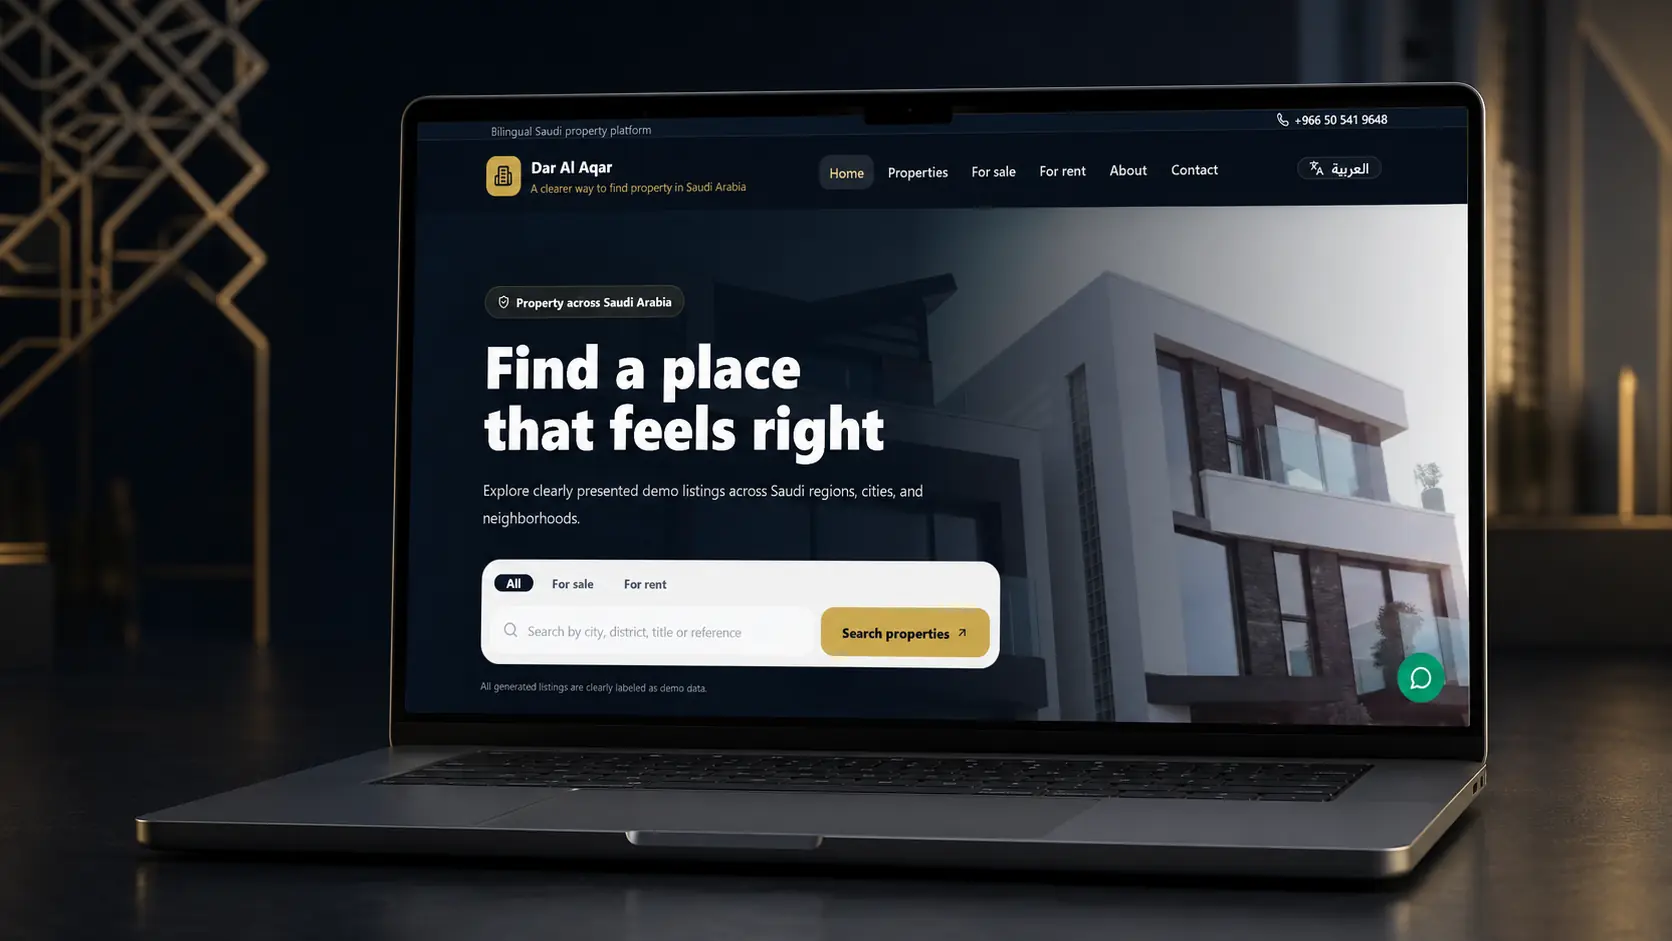 Bilingual Saudi property platform
+966 50 541 9648
Dar Al Aqar
A clearer way to find property in Saudi Arabia
Home
Properties
For sale
For rent
About
Contact
العربية
Property across Saudi Arabia
Find a place
that feels right
Explore clearly presented demo listings across Saudi regions, cities, and
neighborhoods.
All
For sale
For rent
Search by city, district, title or reference
Search properties
All generated listings are clearly labeled as demo data.